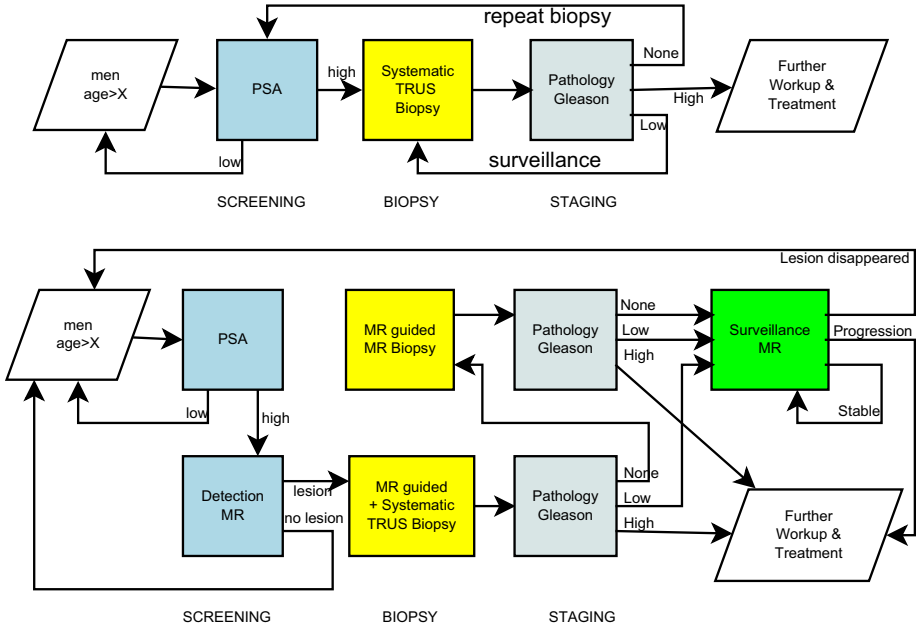 repeat biopsy
men
age>X
PSA
high
low
Systematic
TRUS
Biopsy
Pathology
Gleason
None
High
Low
surveillance
Further
Workup &
Treatment
SCREENING
BIOPSY
STAGING
Lesion disappeared
men
age>X
PSA
low
high
MR guided
MR Biopsy
Pathology
Gleason
None
Low
High
Surveillance
MR
Progression
Stable
Detection
MR
lesion
no lesion
MR guided
+ Systematic
TRUS Biopsy
Pathology
Gleason
None
Low
High
Further
Workup &
Treatment
SCREENING
BIOPSY
STAGING